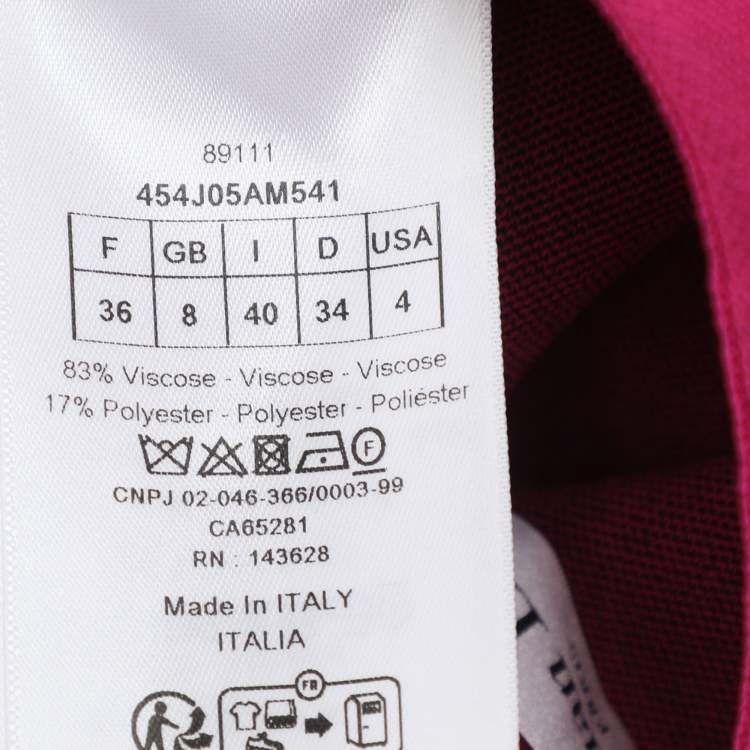 89111
454J05AM541
F GB I D USA
36 8 40 34 4
83% Viscose - Viscose - Viscose
17% Polyester - Polyester - Poliéster
F
CNPJ 02-046-366/0003-99
CA65281
RN : 143628
Made In ITALY
ITALIA
FR